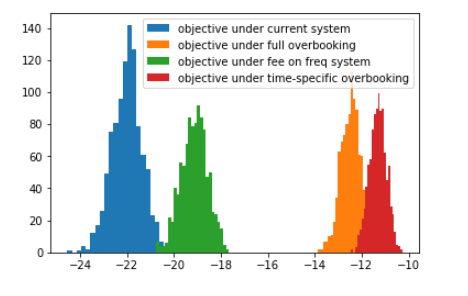 140
120
100
80
60
40
20
0
objective under current system
objective under full overbooking
objective under fee on freq system
objective under time-specific overbooking
−24 −22 −20 −18 −16 −14 −12 −10